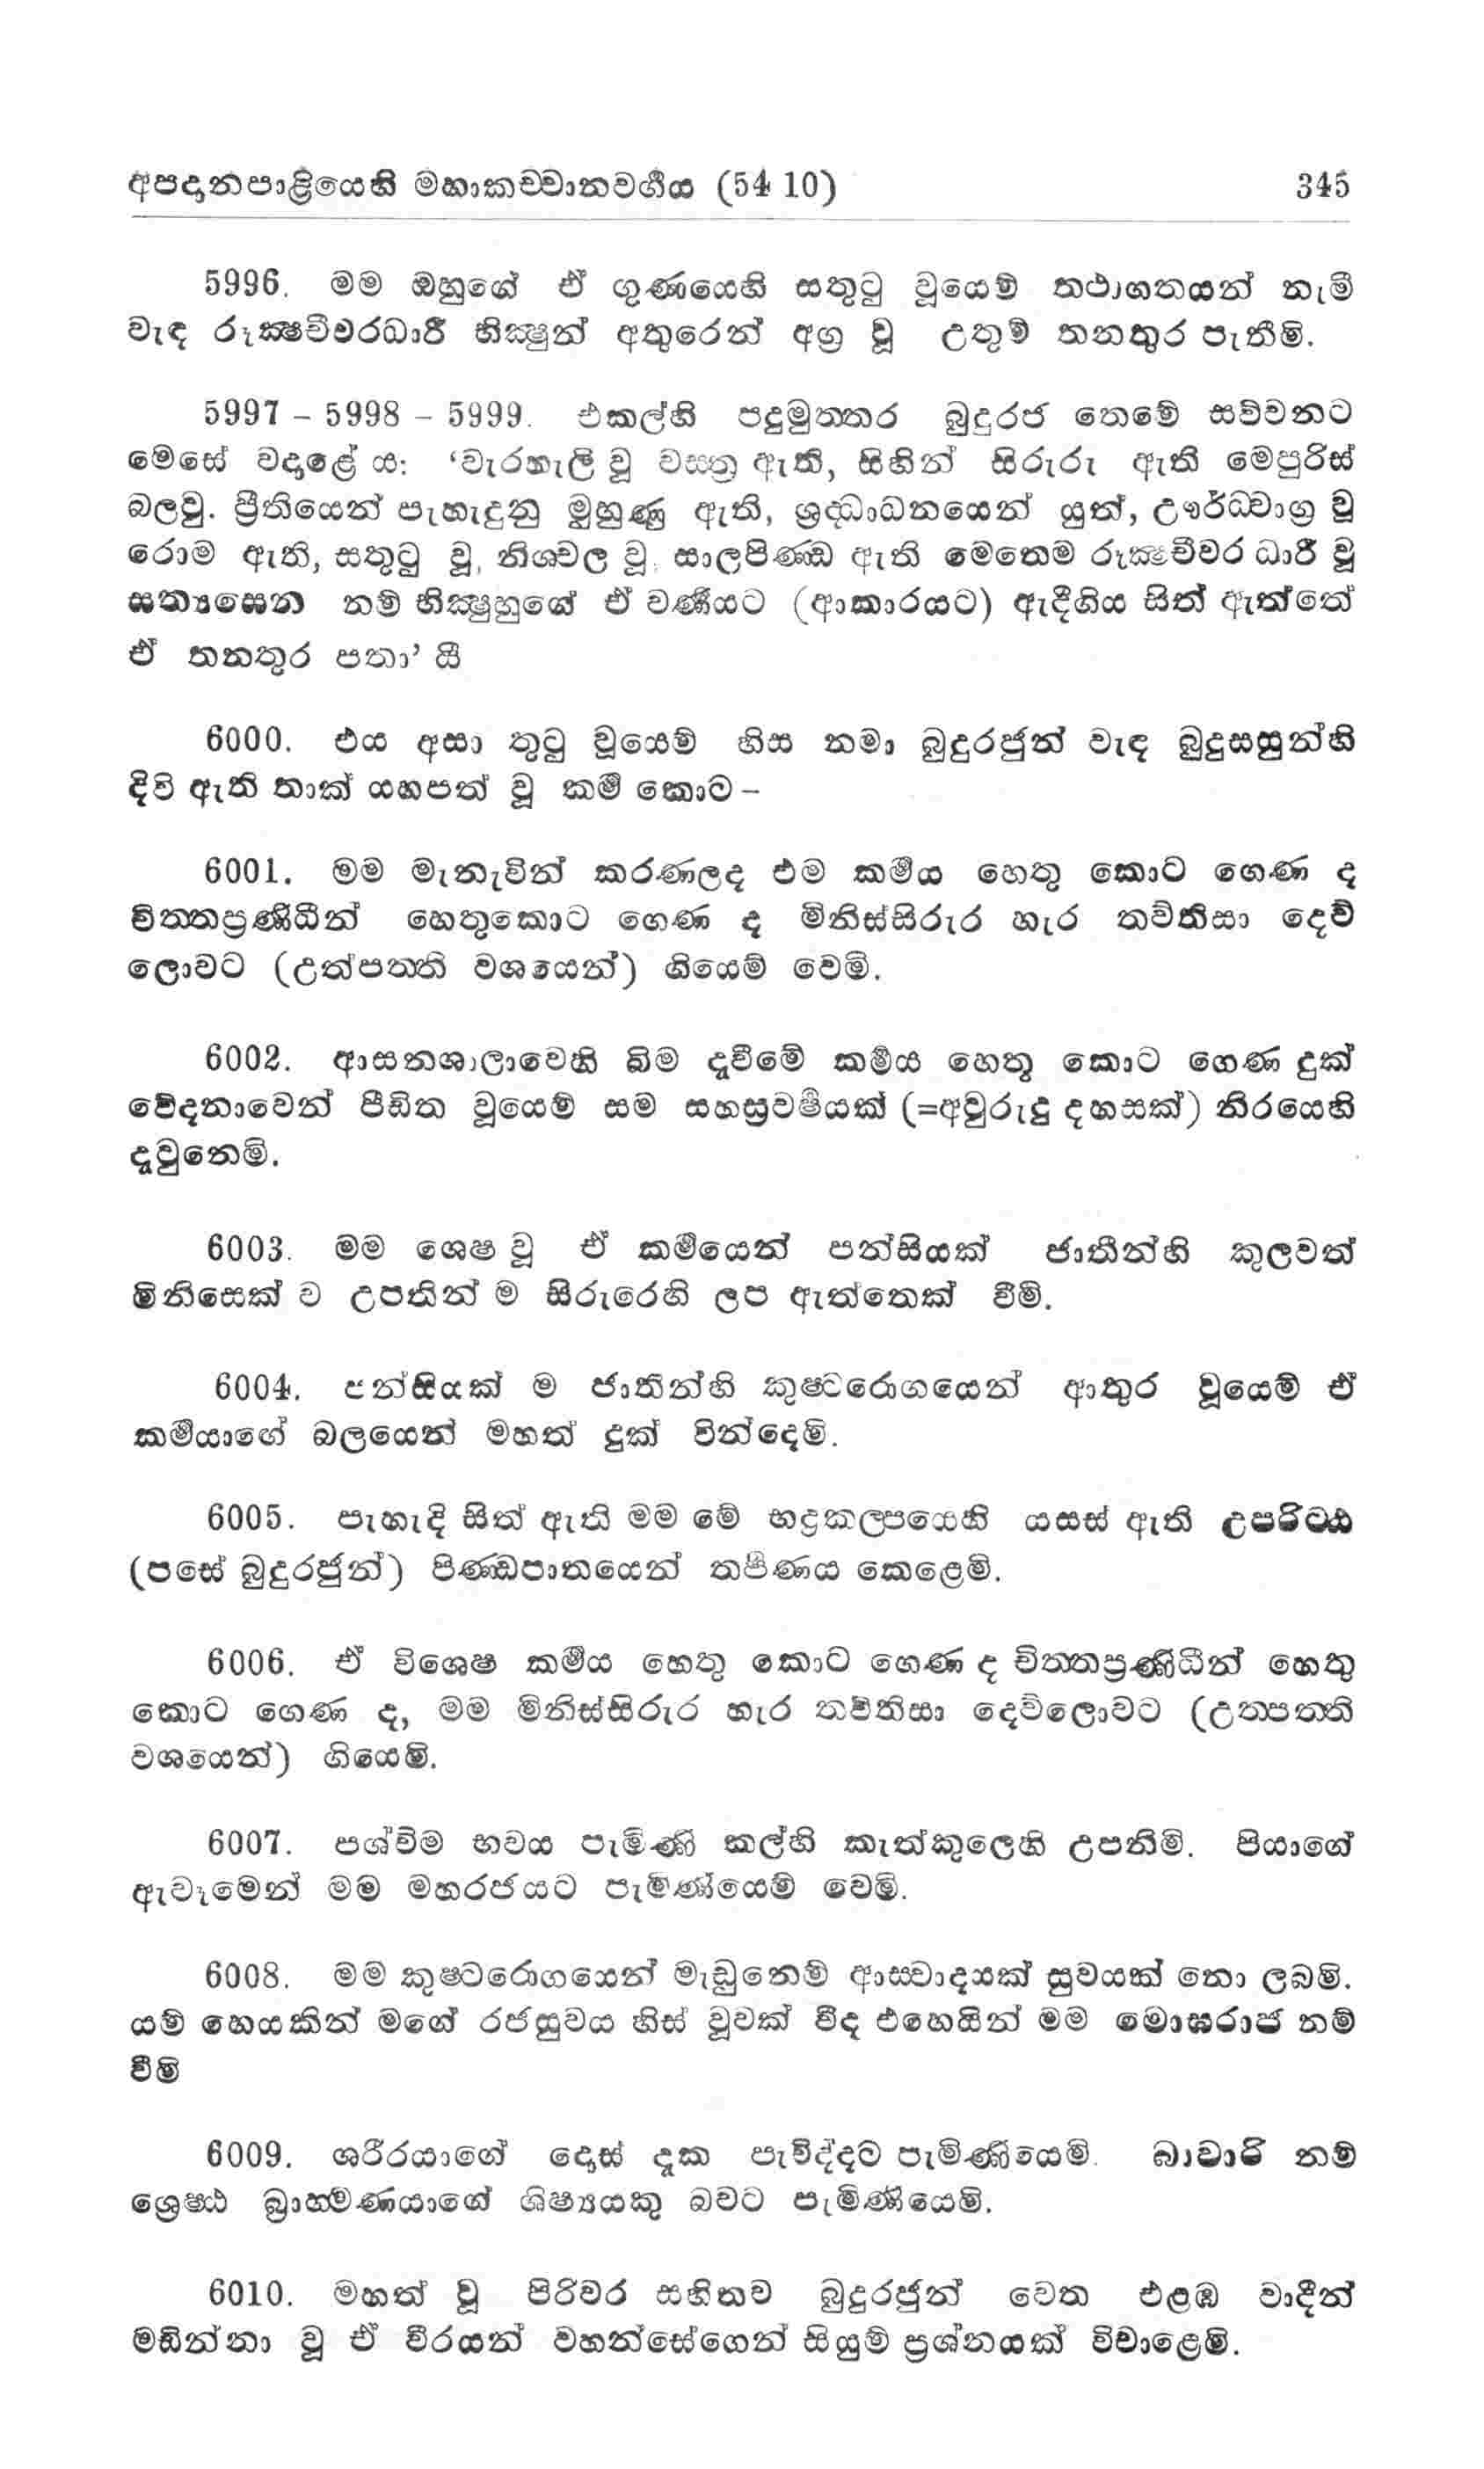 අපදානපාළියෙහි මහාකච්චානවර්ගය (54 10) 345
5996. මම ඔහුගේ ඒ ගුණයෙහි සතුටු වූයෙම් තථාගතයන් නැමී
වැඳ රූක්‍ෂචීවරධාරී භික්‍ෂුන් අතුරෙන් අග්‍ර වූ උතුම් තනතුර පැතීමි.
5997 – 5998 – 5999. එකල්හි පදුමුත්තර බුදුරජ තෙමේ සව්වනට
මෙසේ වදාළේ ය: ‘වැරහැලි වූ වස්ත්‍ර ඇති, සිහින් සිරුරු ඇති මෙපුරිස්
බලවු. ප්‍රීතියෙන් පැහැදුනු මුහුණු ඇති, ශ්‍රද්ධාධනයෙන් යුත්, ඌර්ධ්වාග්‍ර වූ
රොම ඇති, සතුටු වූ, නිශ්චල වූ, සාලපිණ්ඩ ඇති මෙතෙම රූක්‍ෂචීවර ධාරී වූ
සත්‍යසෙන නම් භික්‍ෂුහුගේ ඒ වර්ණයට (ආකාරයට) ඇදීගිය සිත් ඇත්තේ
ඒ තනතුර පතා’ යි
6000. එය අසා තුටු වූයෙම් හිස නමා බුදුරජුන් වැඳ බුදුසසුන්හි
දිවි ඇති තාක් යහපත් වූ කර්ම කොට –
6001. මම මැනැවින් කරණලද එම කර්මය හෙතු කොට ගෙණ ද
චිත්තප්‍රණිධීන් හෙතුකොට ගෙණ ද මිනිස්සිරුර හැර තව්තිසා දෙව්
ලොවට (උත්පත්ති වශයෙන්) ගියෙම් වෙමි.
6002. ආසනශාලාවෙහි බිම දැවීමේ කර්මය හෙතු කොට ගෙණ දුක්
වේදනාවෙන් පීඩිත වූයෙම් සම සහස්‍රවර්ෂයක් (=අවුරුදු දහසක්) නිරයෙහි
දැවුනෙමි.
6003. මම ශෙෂ වූ ඒ කර්මයෙන් පන්සියක් ජාතීන්හි කුලවත්
මිනිසෙක් ව උපතින් ම සිරුරෙහි ලප ඇත්තෙක් වීමි.
6004. පන්සියක් ම ජාතීන්හි කුෂ්ටරොගයෙන් ආතුර වූයෙම් ඒ
කර්මයාගේ බලයෙන් මහත් දුක් වින්දෙමි.
6005. පැහැදි සිත් ඇති මම මේ භද්‍රකල්පයෙහි යසස් ඇති උපරිට්ඨ
(පසේ බුදුරජුන්) පිණ්ඩපාතයෙන් තර්පණය කෙළෙමි.
6006. ඒ විශෙෂ කර්මය හෙතු කොට ගෙණ ද චිත්තප්‍රණිධීන් හෙතු
කොට ගෙණ ද, මම මිනිස්සිරුර හැර තව්තිසා දෙව්ලොවට (උත්පත්ති
වශයෙන්) ගියෙමි.
6007. පශ්චිම භවය පැමිණි කල්හි කැත්කුලෙහි උපනිමි. පියාගේ
ඇවෑමෙන් මම මහරජයට පැමිණියෙම් වෙමි.
6008. මම කුෂ්ටරොගයෙන් මැඩුනෙම් ආස්වාදයක් සුවයක් නො ලබමි.
යම් හෙයකින් මගේ රජසුවය හිස් වූවක් වීද එහෙයින් මම මොඝරාජ නම්
වීමි
6009. ශරීරයාගේ දොස් දැක පැවිද්දට පැමිණියෙමි. බාවාරි නම්
ශ්‍රෙෂ්ඨ බ්‍රාහ්මණයාගේ ශිෂ්‍යයකු බවට පැමිණියෙමි.
6010. මහත් වූ පිරිවර සහිතව බුදුරජුන් වෙත එළඹ වාදීන්
මඩින්නා වූ ඒ වීරයන් වහන්සේගෙන් සියුම් ප්‍රශ්නයක් විචාළෙමි.